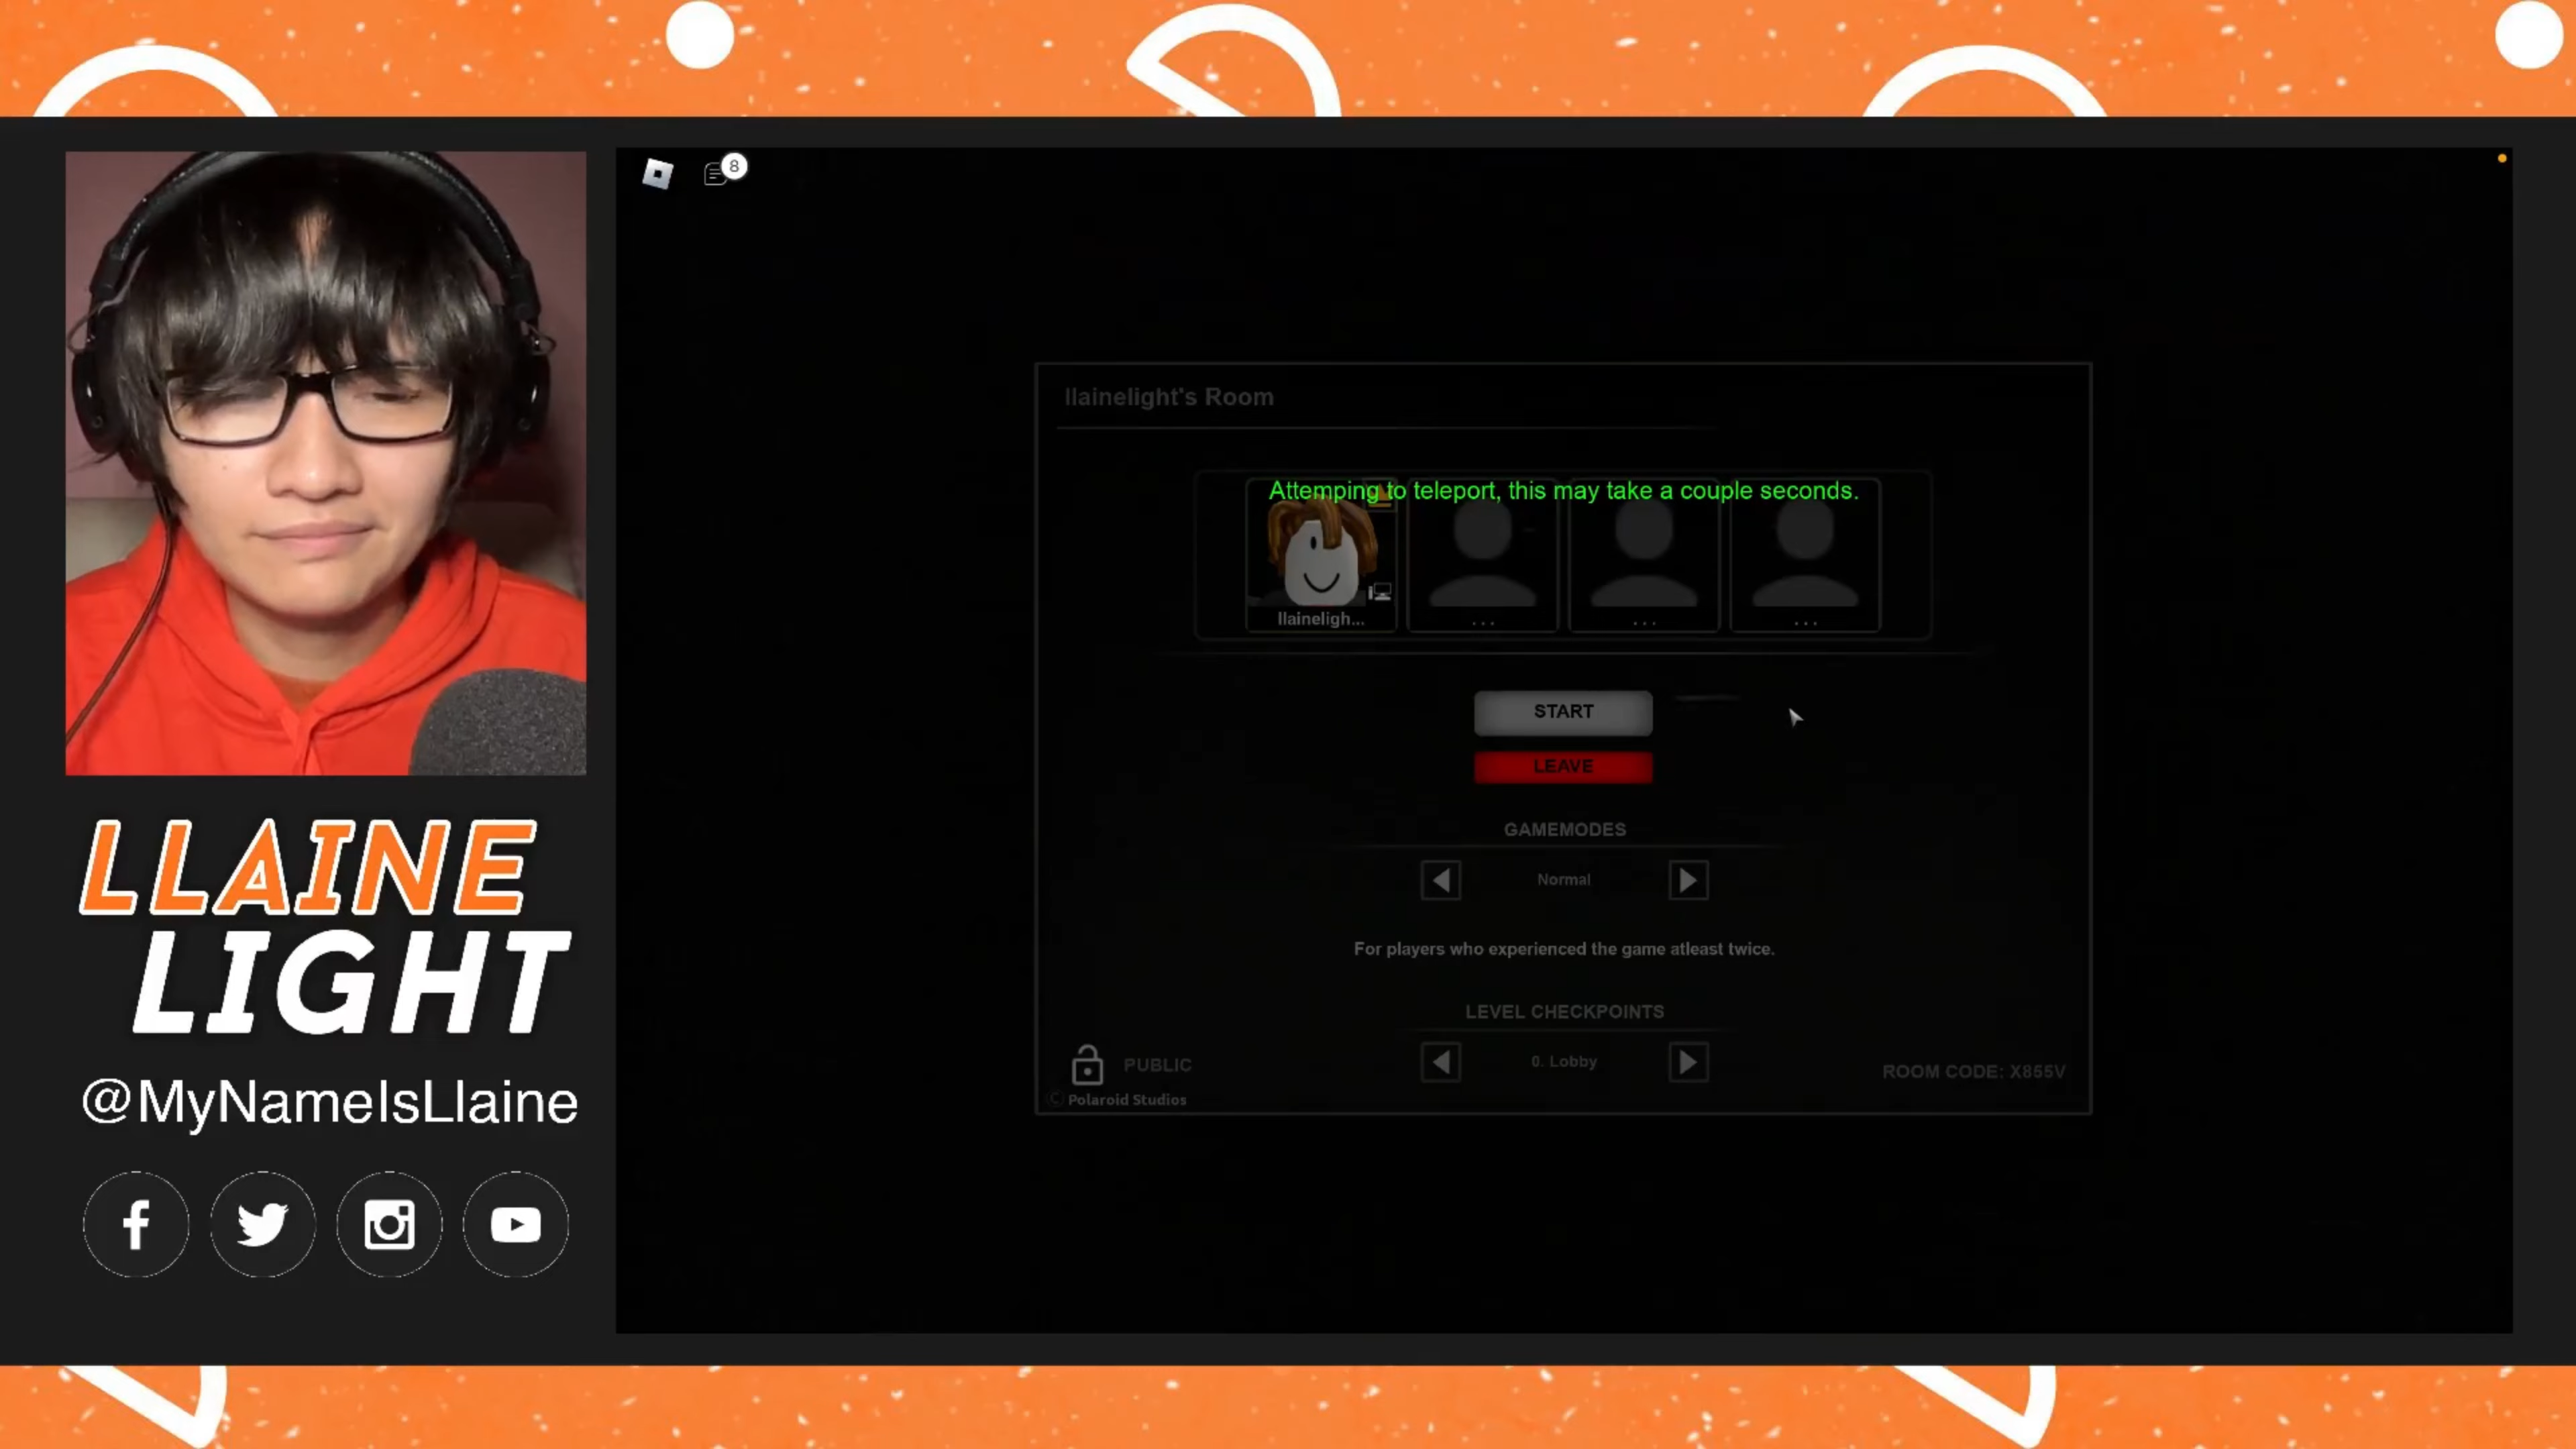 8
llainelight's Room
Attemping to teleport, this may take a couple seconds.
llaineligh...
...
...
...
START
LEAVE
GAMEMODES
Normal
For players who experienced the game atleast twice.
LEVEL CHECKPOINTS
0. Lobby
PUBLIC
ROOM CODE: X855V
© Polaroid Studios
LLAINE
LIGHT
@MyNameIsLlaine